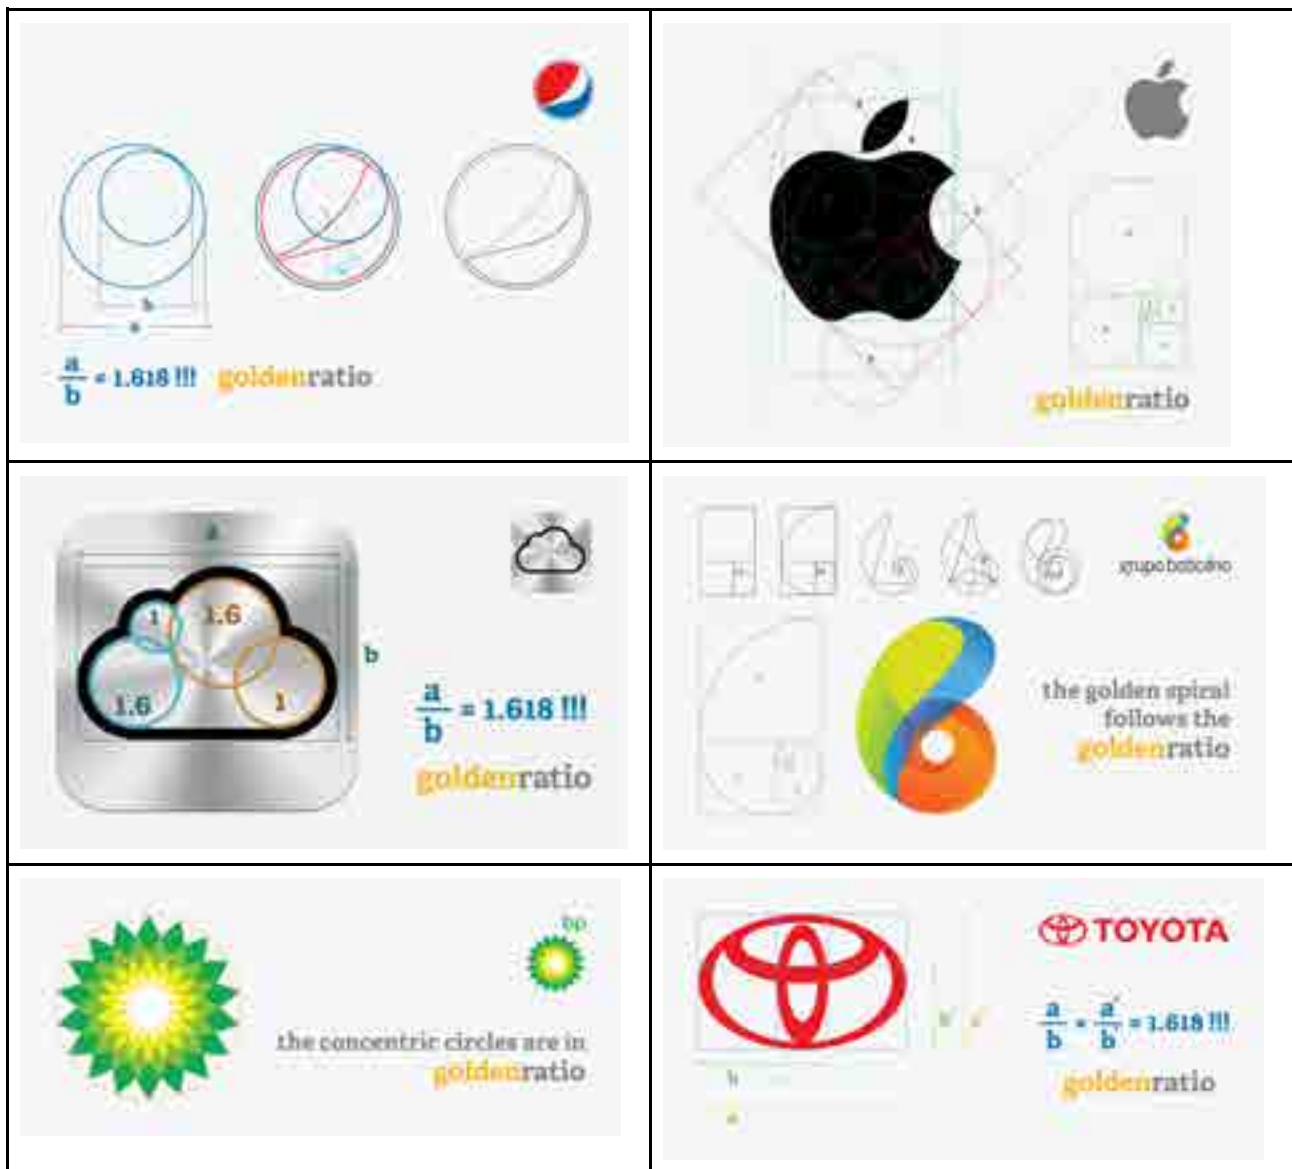 b
a
a
b
= 1.618 !!!
goldenratio
goldenratio
a
1
1.6
1.6
1
b
a
b
= 1.618 !!!
goldenratio
grupo boticário
the golden spiral
follows the
goldenratio
bp
the concentric circles are in
goldenratio
TOYOTA
a
b
=
a'
b'
= 1.618 !!!
goldenratio
b
a